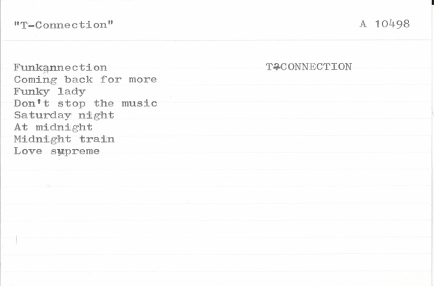 "T-Connection" A 10498
Funkannection T-CONNECTION
Coming back for more
Funky lady
Don't stop the music
Saturday night
At midnight
Midnight train
Love supreme